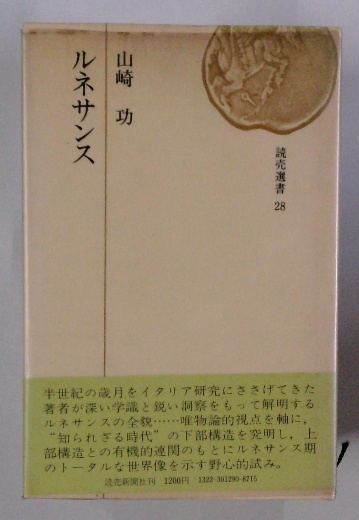 ルネサンス
山崎 功
読売選書 28
半世紀の歳月をイタリア研究にささげてきた
著者が深い学識と鋭い洞察をもって解明する
ルネサンスの全貌……唯物論的視点を軸に，
“知られざる時代”の下部構造を究明し，上
部構造との有機的連関のもとにルネサンス期
のトータルな世界像を示す野心的試み。
読売新聞社刊 1200円 1322-301290-8715